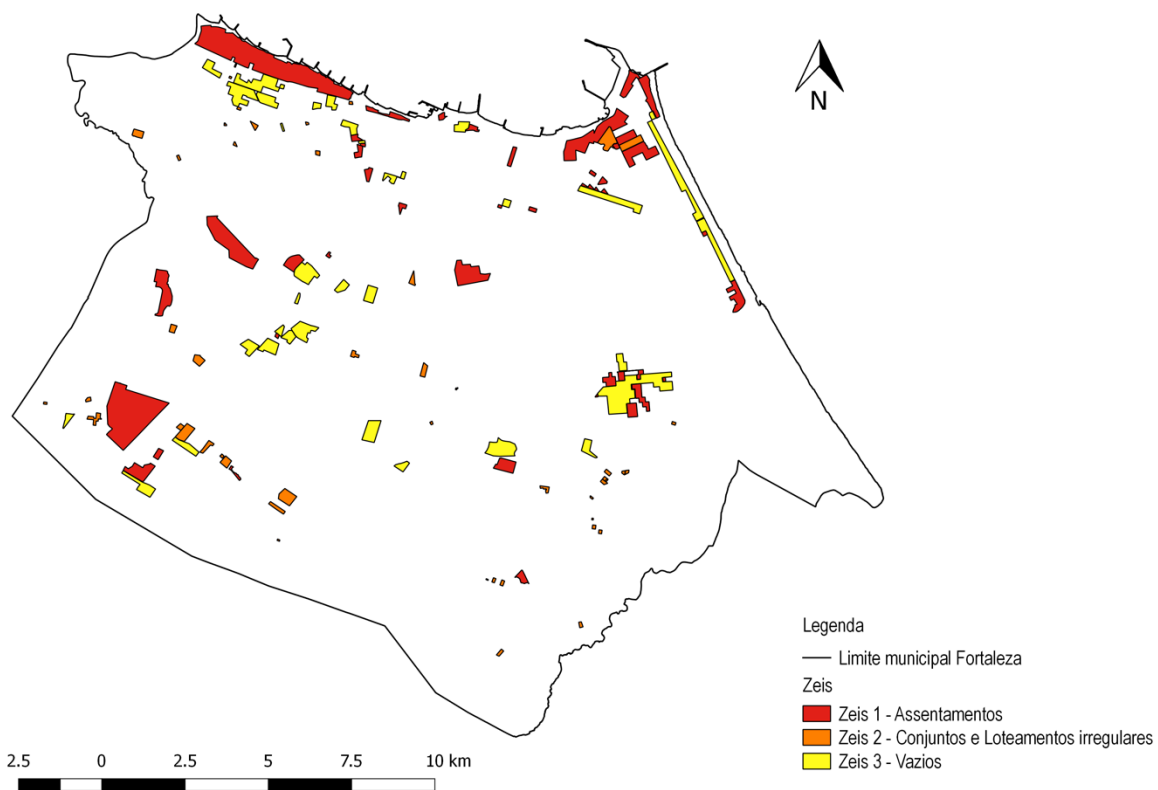 N
Legenda
Limite municipal Fortaleza
Zeis
Zeis 1 - Assentamentos
Zeis 2 - Conjuntos e Loteamentos irregulares
Zeis 3 - Vazios
2.5 0 2.5 5 7.5 10 km